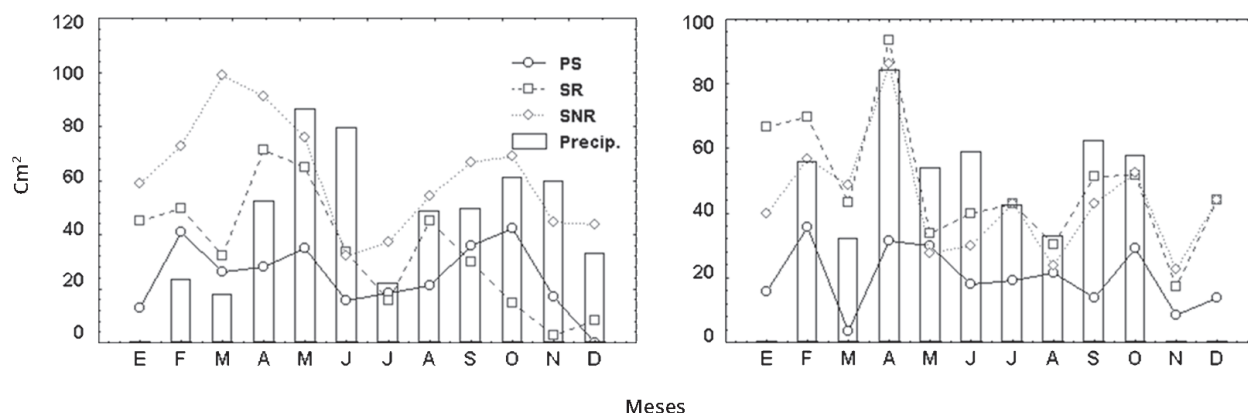 120
100
80
60
40
20
0
Cm²
PS
SR
SNR
Precip.
E F M A M J J A S O N D
100
80
60
40
20
0
E F M A M J J A S O N D
Meses